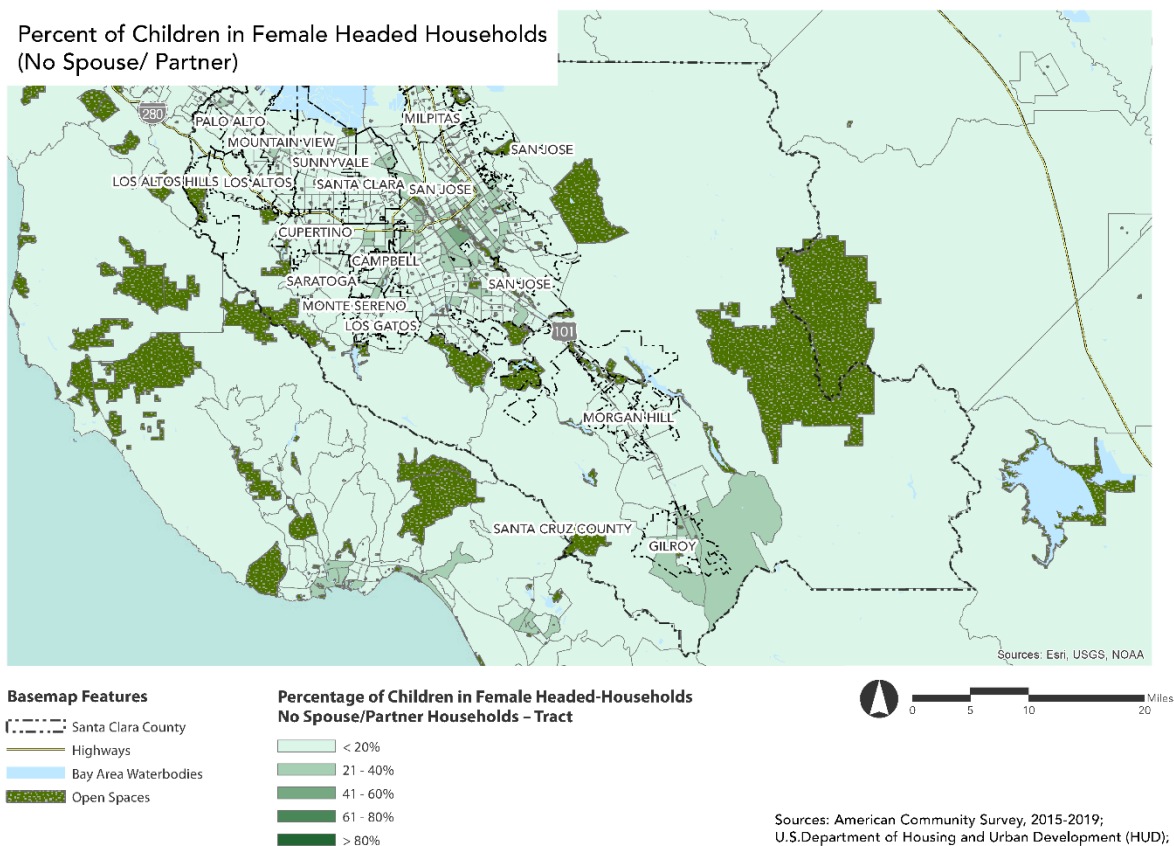 Percent of Children in Female Headed Households
(No Spouse/ Partner)
280
PALO ALTO
MILPITAS
MOUNTAIN VIEW
SAN JOSE
SUNNYVALE
LOS ALTOS HILLS
LOS ALTOS
SANTA CLARA
SAN JOSE
CUPERTINO
CAMPBELL
SARATOGA
SAN JOSE
MONTE SERENO
LOS GATOS
101
MORGAN HILL
SANTA CRUZ COUNTY
GILROY
Sources: Esri, USGS, NOAA
Basemap Features
Santa Clara County
Highways
Bay Area Waterbodies
Open Spaces
Percentage of Children in Female Headed-Households
No Spouse/Partner Households – Tract
< 20%
21 - 40%
41 - 60%
61 - 80%
> 80%
Miles
0 5 10 20
Sources: American Community Survey, 2015-2019;
U.S.Department of Housing and Urban Development (HUD);